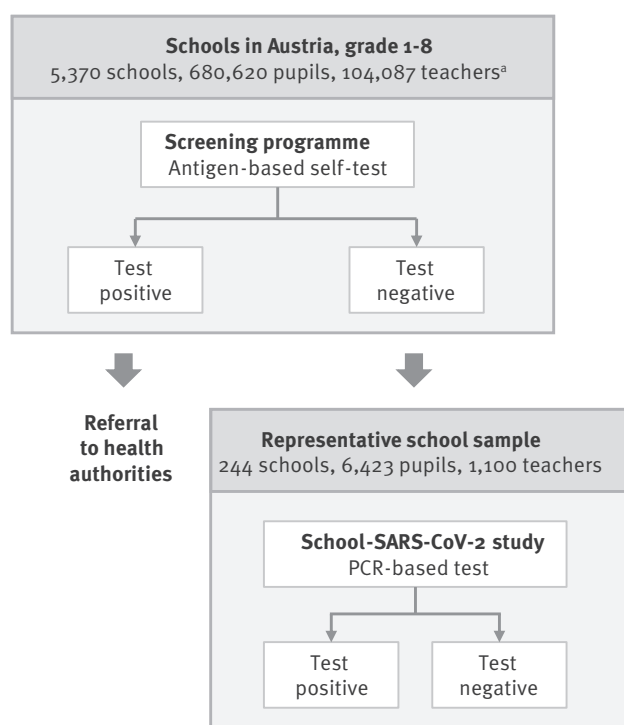 Schools in Austria, grade 1-8
5,370 schools, 680,620 pupils, 104,087 teachersª
Screening programme
Antigen-based self-test
Test
positive
Test
negative
Referral
to health
authorities
Representative school sample
244 schools, 6,423 pupils, 1,100 teachers
School-SARS-CoV-2 study
PCR-based test
Test
positive
Test
negative